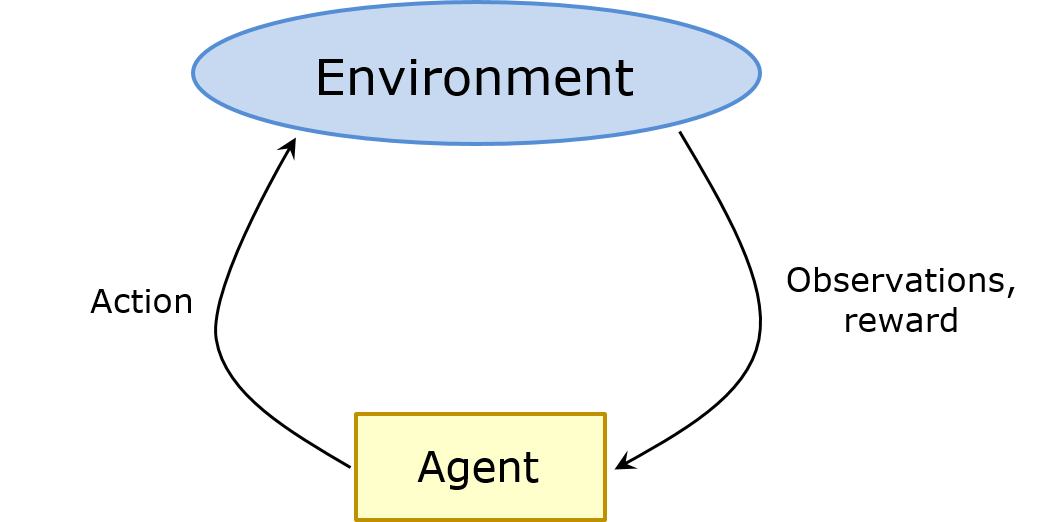 Environment
Action
Observations,
reward
Agent